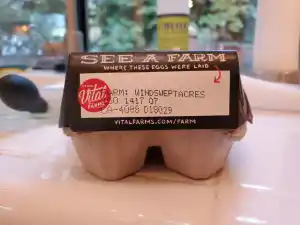 SEE A FARM
WHERE THESE EGGS WERE LAID
Vital
FARMS
FARM: WINDSWEPTACRES
1417 07
VITALFARMS.COM/FARM